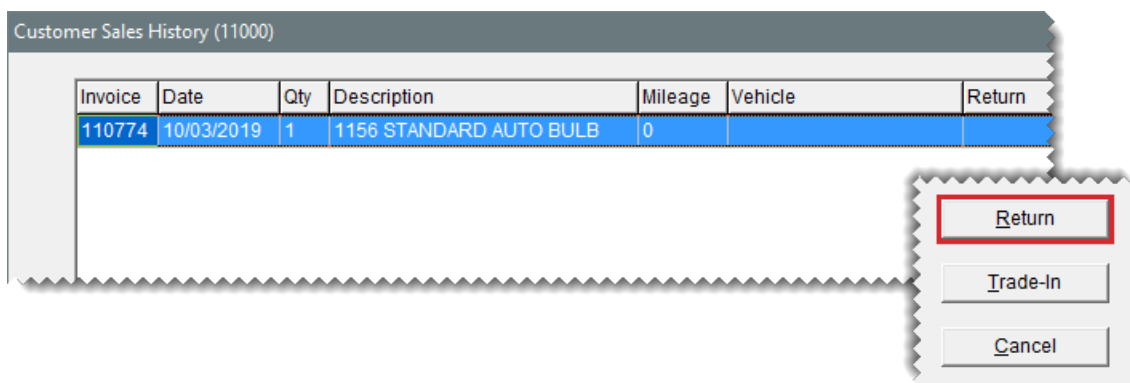 Customer Sales History (11000)
Invoice Date Qty Description Mileage Vehicle Return
110774 10/03/2019 1 1156 STANDARD AUTO BULB 0
Return
Trade-In
Cancel